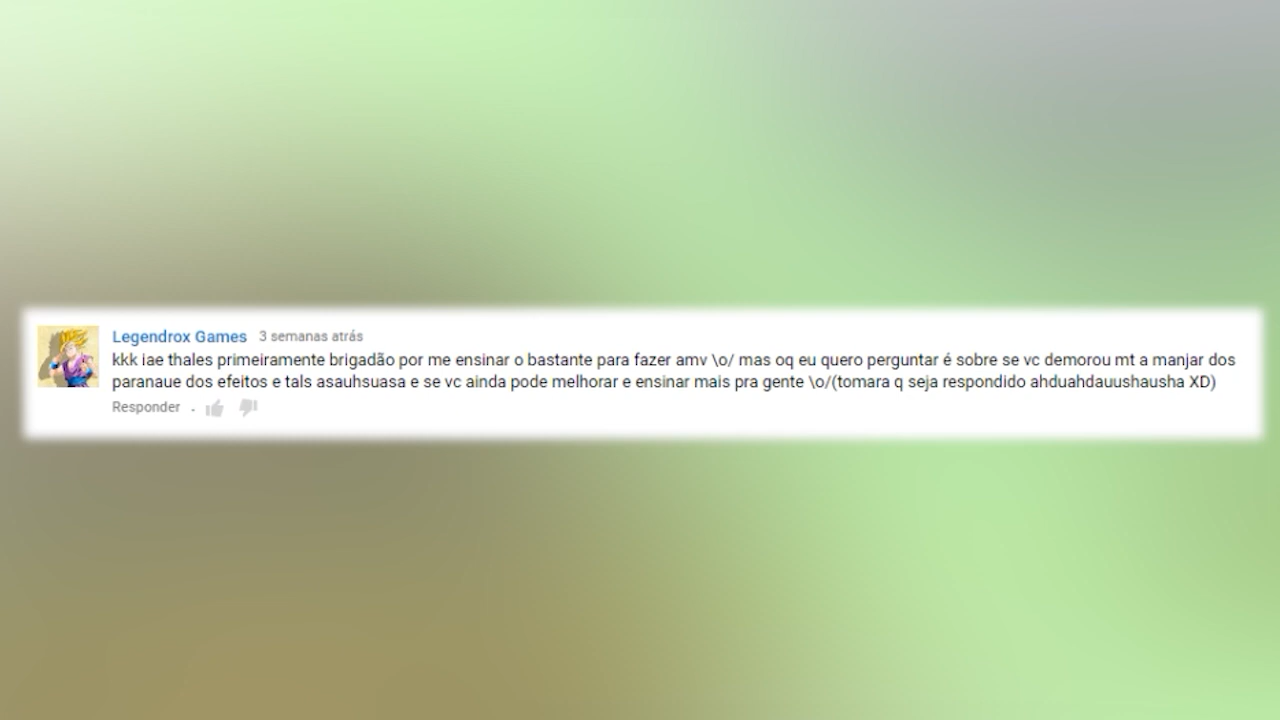 Legendrox Games 3 semanas atrás
kkk iae thales primeiramente brigadão por me ensinar o bastante para fazer amv \o/ mas oq eu quero perguntar é sobre se vc demorou mt a manjar dos
paranaue dos efeitos e tals asauhsuasa e se vc ainda pode melhorar e ensinar mais pra gente \o/(tomara q seja respondido ahduahdauushausha XD)
Responder .